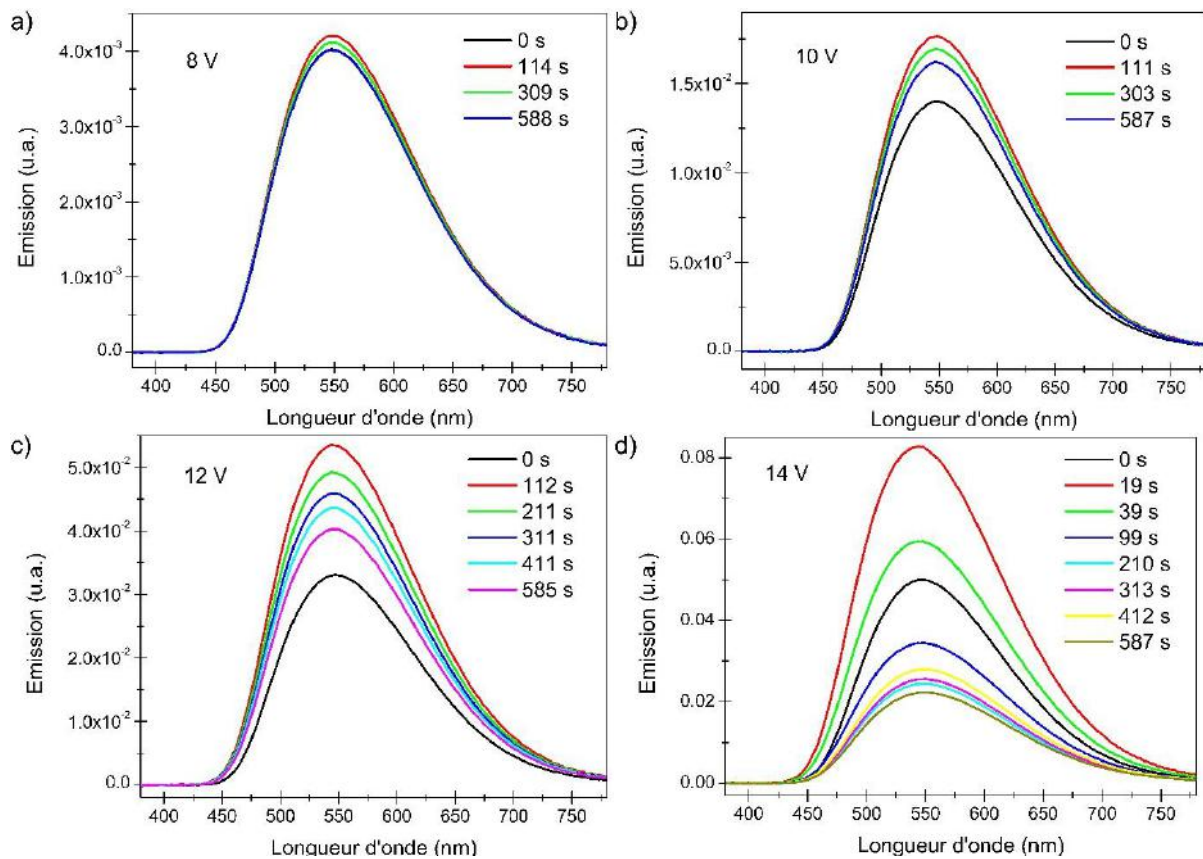 a)
8 V
0 s
114 s
309 s
588 s
4.0x10⁻³
3.0x10⁻³
2.0x10⁻³
1.0x10⁻³
0.0
Emission (u.a.)
400 450 500 550 600 650 700 750
Longueur d'onde (nm)
b)
10 V
0 s
111 s
303 s
587 s
1.5x10⁻²
1.0x10⁻²
5.0x10⁻³
0.0
Emission (u.a.)
400 450 500 550 600 650 700 750
Longueur d'onde (nm)
c)
12 V
0 s
112 s
211 s
311 s
411 s
585 s
5.0x10⁻²
4.0x10⁻²
3.0x10⁻²
2.0x10⁻²
1.0x10⁻²
0.0
Emission (u.a.)
400 450 500 550 600 650 700 750
Longueur d'onde (nm)
d)
14 V
0 s
19 s
39 s
99 s
210 s
313 s
412 s
587 s
0.08
0.06
0.04
0.02
0.00
Emission (u.a.)
400 450 500 550 600 650 700 750
Longueur d'onde (nm)